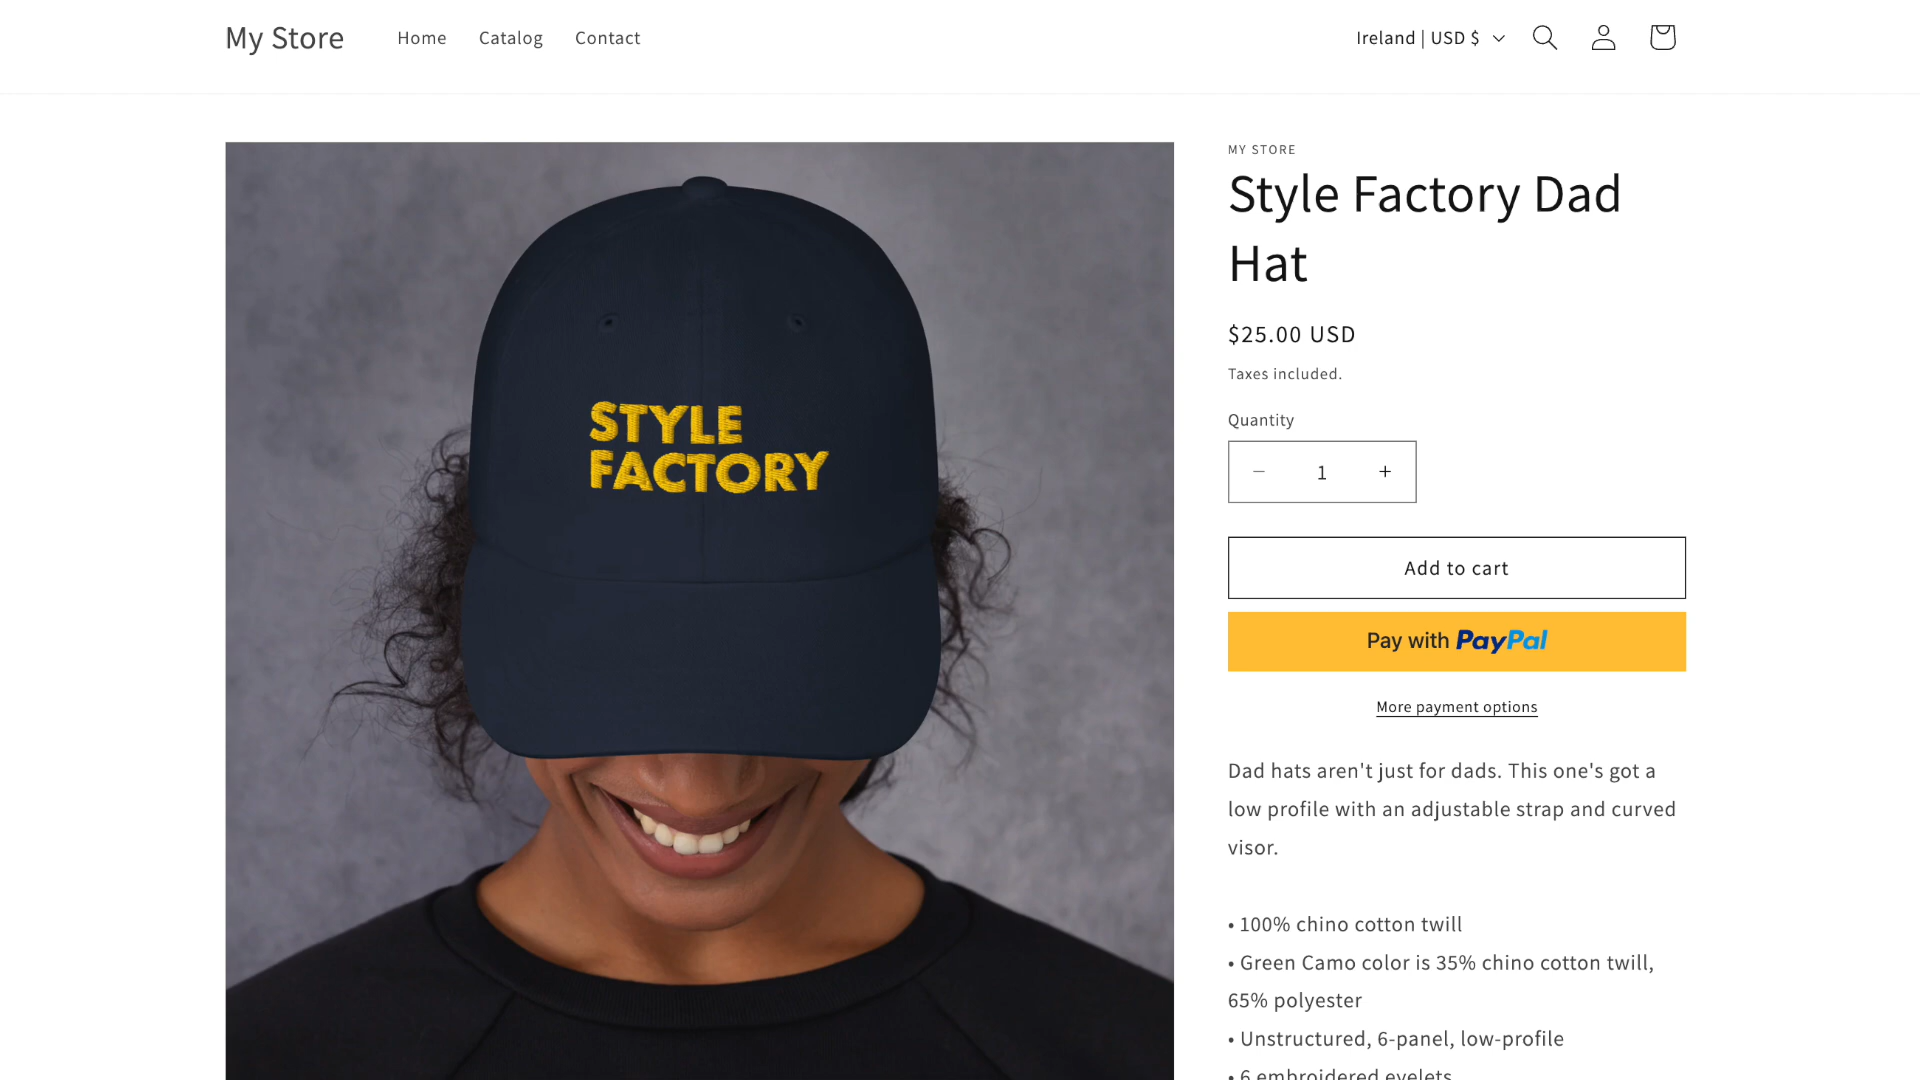 My Store
Home
Catalog
Contact
Ireland | USD $
STYLE
FACTORY
MY STORE
Style Factory Dad
Hat
$25.00 USD
Taxes included.
Quantity
− 1 +
Add to cart
Pay with PayPal
More payment options
Dad hats aren't just for dads. This one's got a
low profile with an adjustable strap and curved
visor.
• 100% chino cotton twill
• Green Camo color is 35% chino cotton twill,
65% polyester
• Unstructured, 6-panel, low-profile
• 6 embroidered eyelets